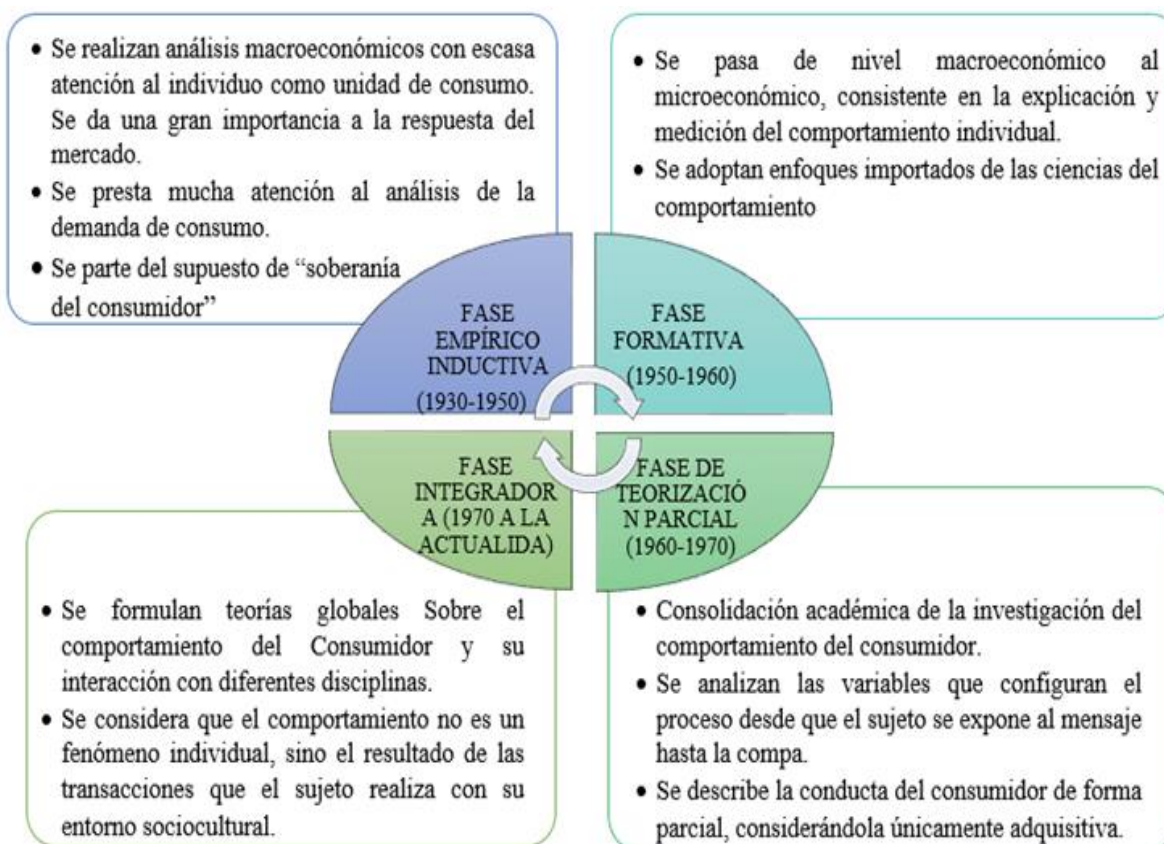 • Se realizan análisis macroeconómicos con escasa
atención al individuo como unidad de consumo.
Se da una gran importancia a la respuesta del
mercado.
• Se presta mucha atención al análisis de la
demanda de consumo.
• Se parte del supuesto de “soberanía
del consumidor”
• Se pasa de nivel macroeconómico al
microeconómico, consistente en la explicación y
medición del comportamiento individual.
• Se adoptan enfoques importados de las ciencias del
comportamiento
FASE
EMPÍRICO
INDUCTIVA
(1930-1950)
FASE
FORMATIVA
(1950-1960)
FASE
INTEGRADOR
A (1970 A LA
ACTUALIDA)
FASE DE
TEORIZACIÓ
N PARCIAL
(1960-1970)
• Se formulan teorías globales Sobre el
comportamiento del Consumidor y su
interacción con diferentes disciplinas.
• Se considera que el comportamiento no es un
fenómeno individual, sino el resultado de las
transacciones que el sujeto realiza con su
entorno sociocultural.
• Consolidación académica de la investigación del
comportamiento del consumidor.
• Se analizan las variables que configuran el
proceso desde que el sujeto se expone al mensaje
hasta la compa.
• Se describe la conducta del consumidor de forma
parcial, considerándola únicamente adquisitiva.